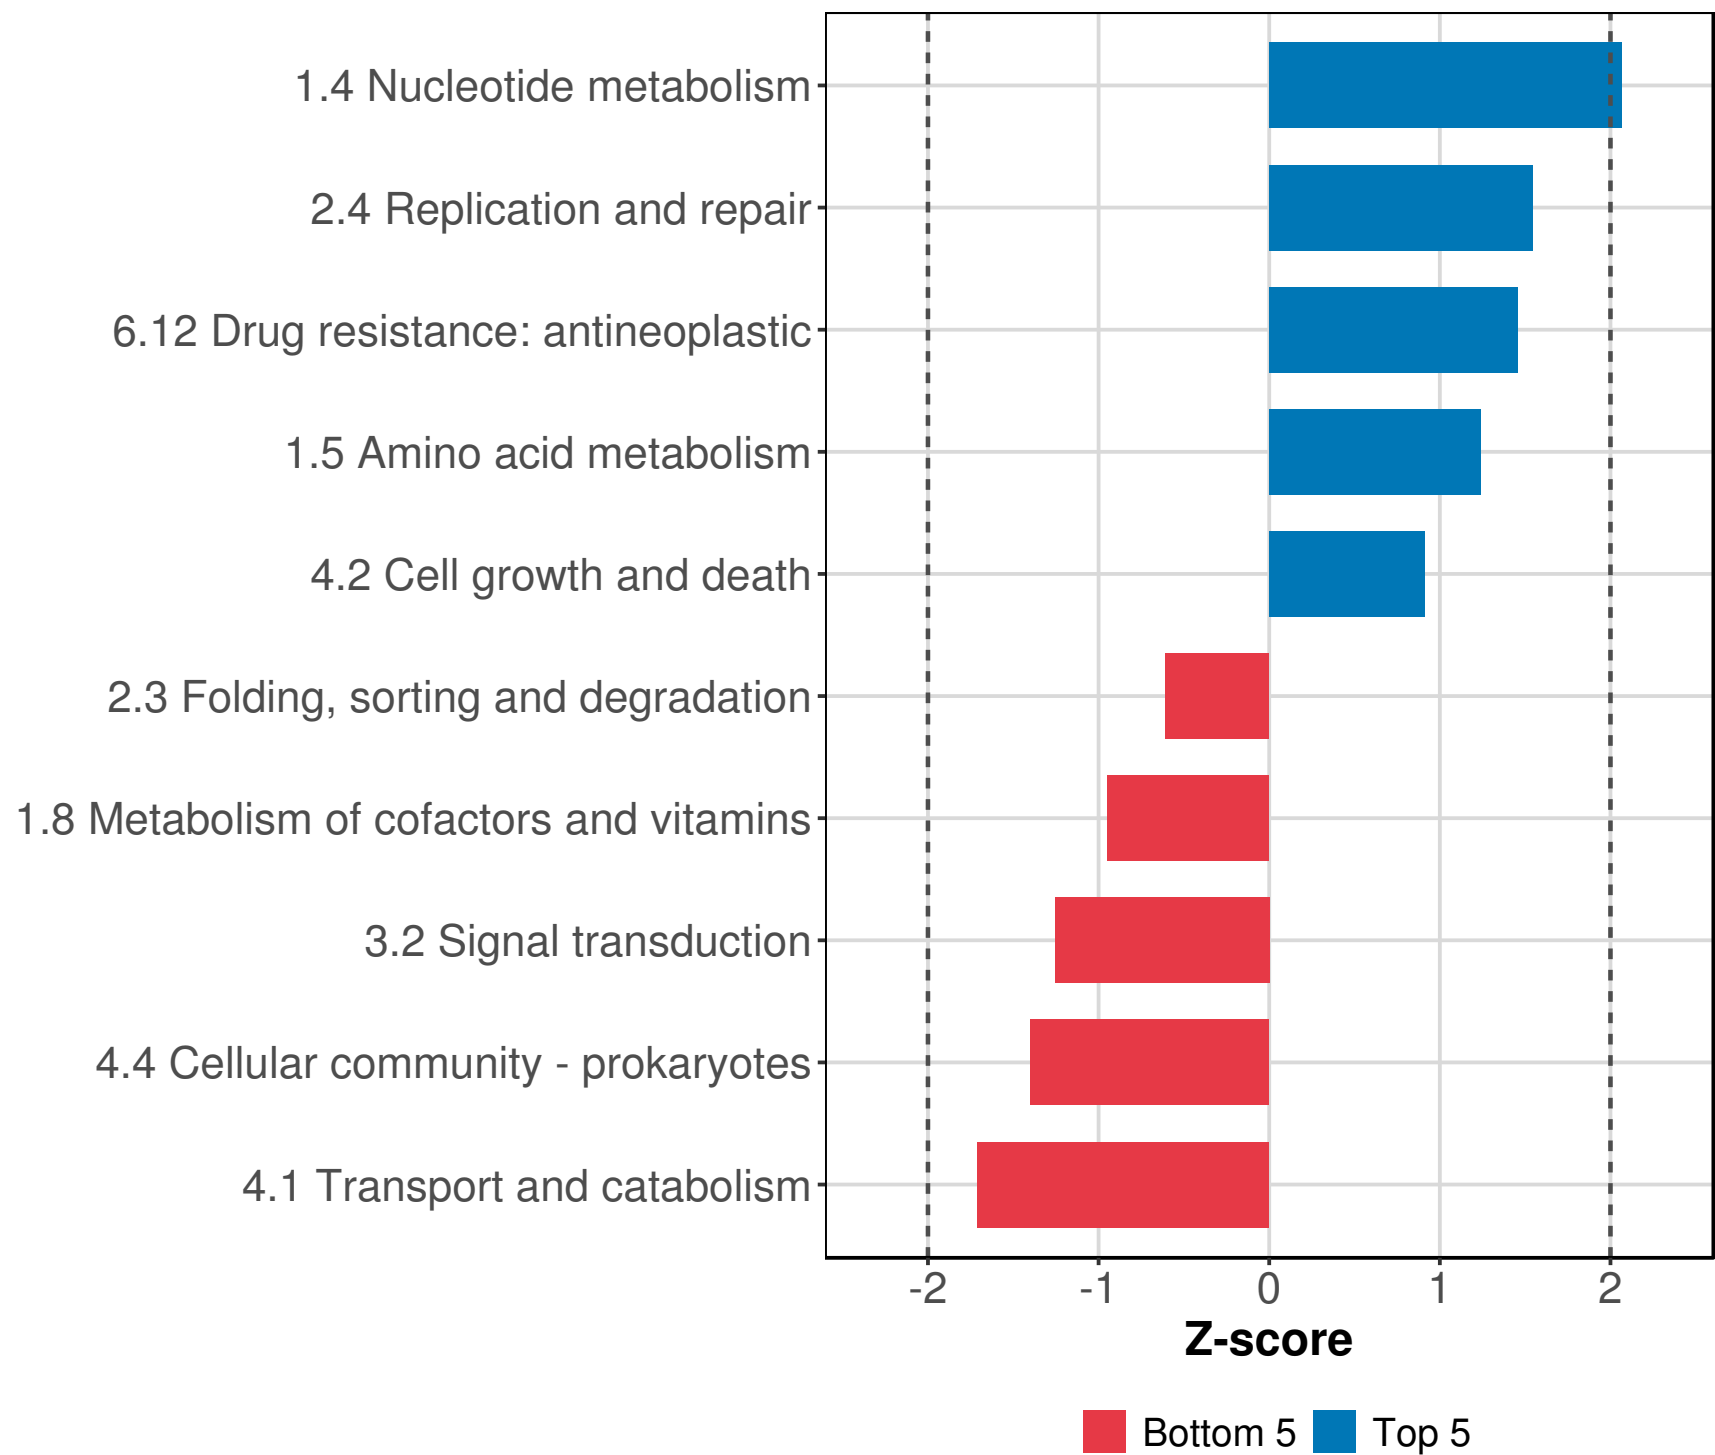 1.4 Nucleotide metabolism
2.4 Replication and repair
6.12 Drug resistance: antineoplastic
1.5 Amino acid metabolism
4.2 Cell growth and death
2.3 Folding, sorting and degradation
1.8 Metabolism of cofactors and vitamins
3.2 Signal transduction
4.4 Cellular community - prokaryotes
4.1 Transport and catabolism
-2 -1 0 1 2
Z-score
Bottom 5 Top 5